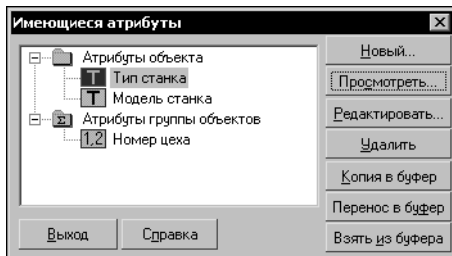 Имеющиеся атрибуты
Атрибуты объекта
T Тип станка
T Модель станка
Σ Атрибуты группы объектов
1,2 Номер цеха
Новый...
Просмотреть...
Редактировать...
Удалить
Копия в буфер
Перенос в буфер
Взять из буфера
Выход
Справка